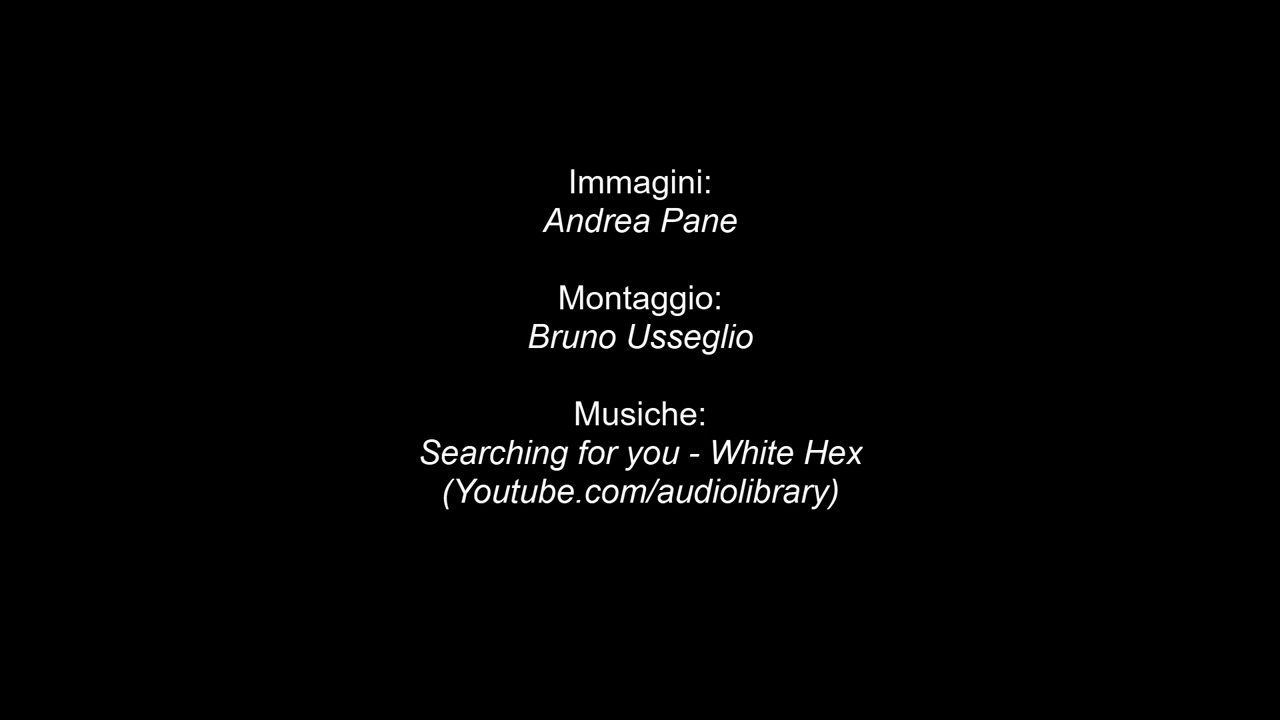 Immagini:
Andrea Pane
Montaggio:
Bruno Usseglio
Musiche:
Searching for you - White Hex
(Youtube.com/audiolibrary)